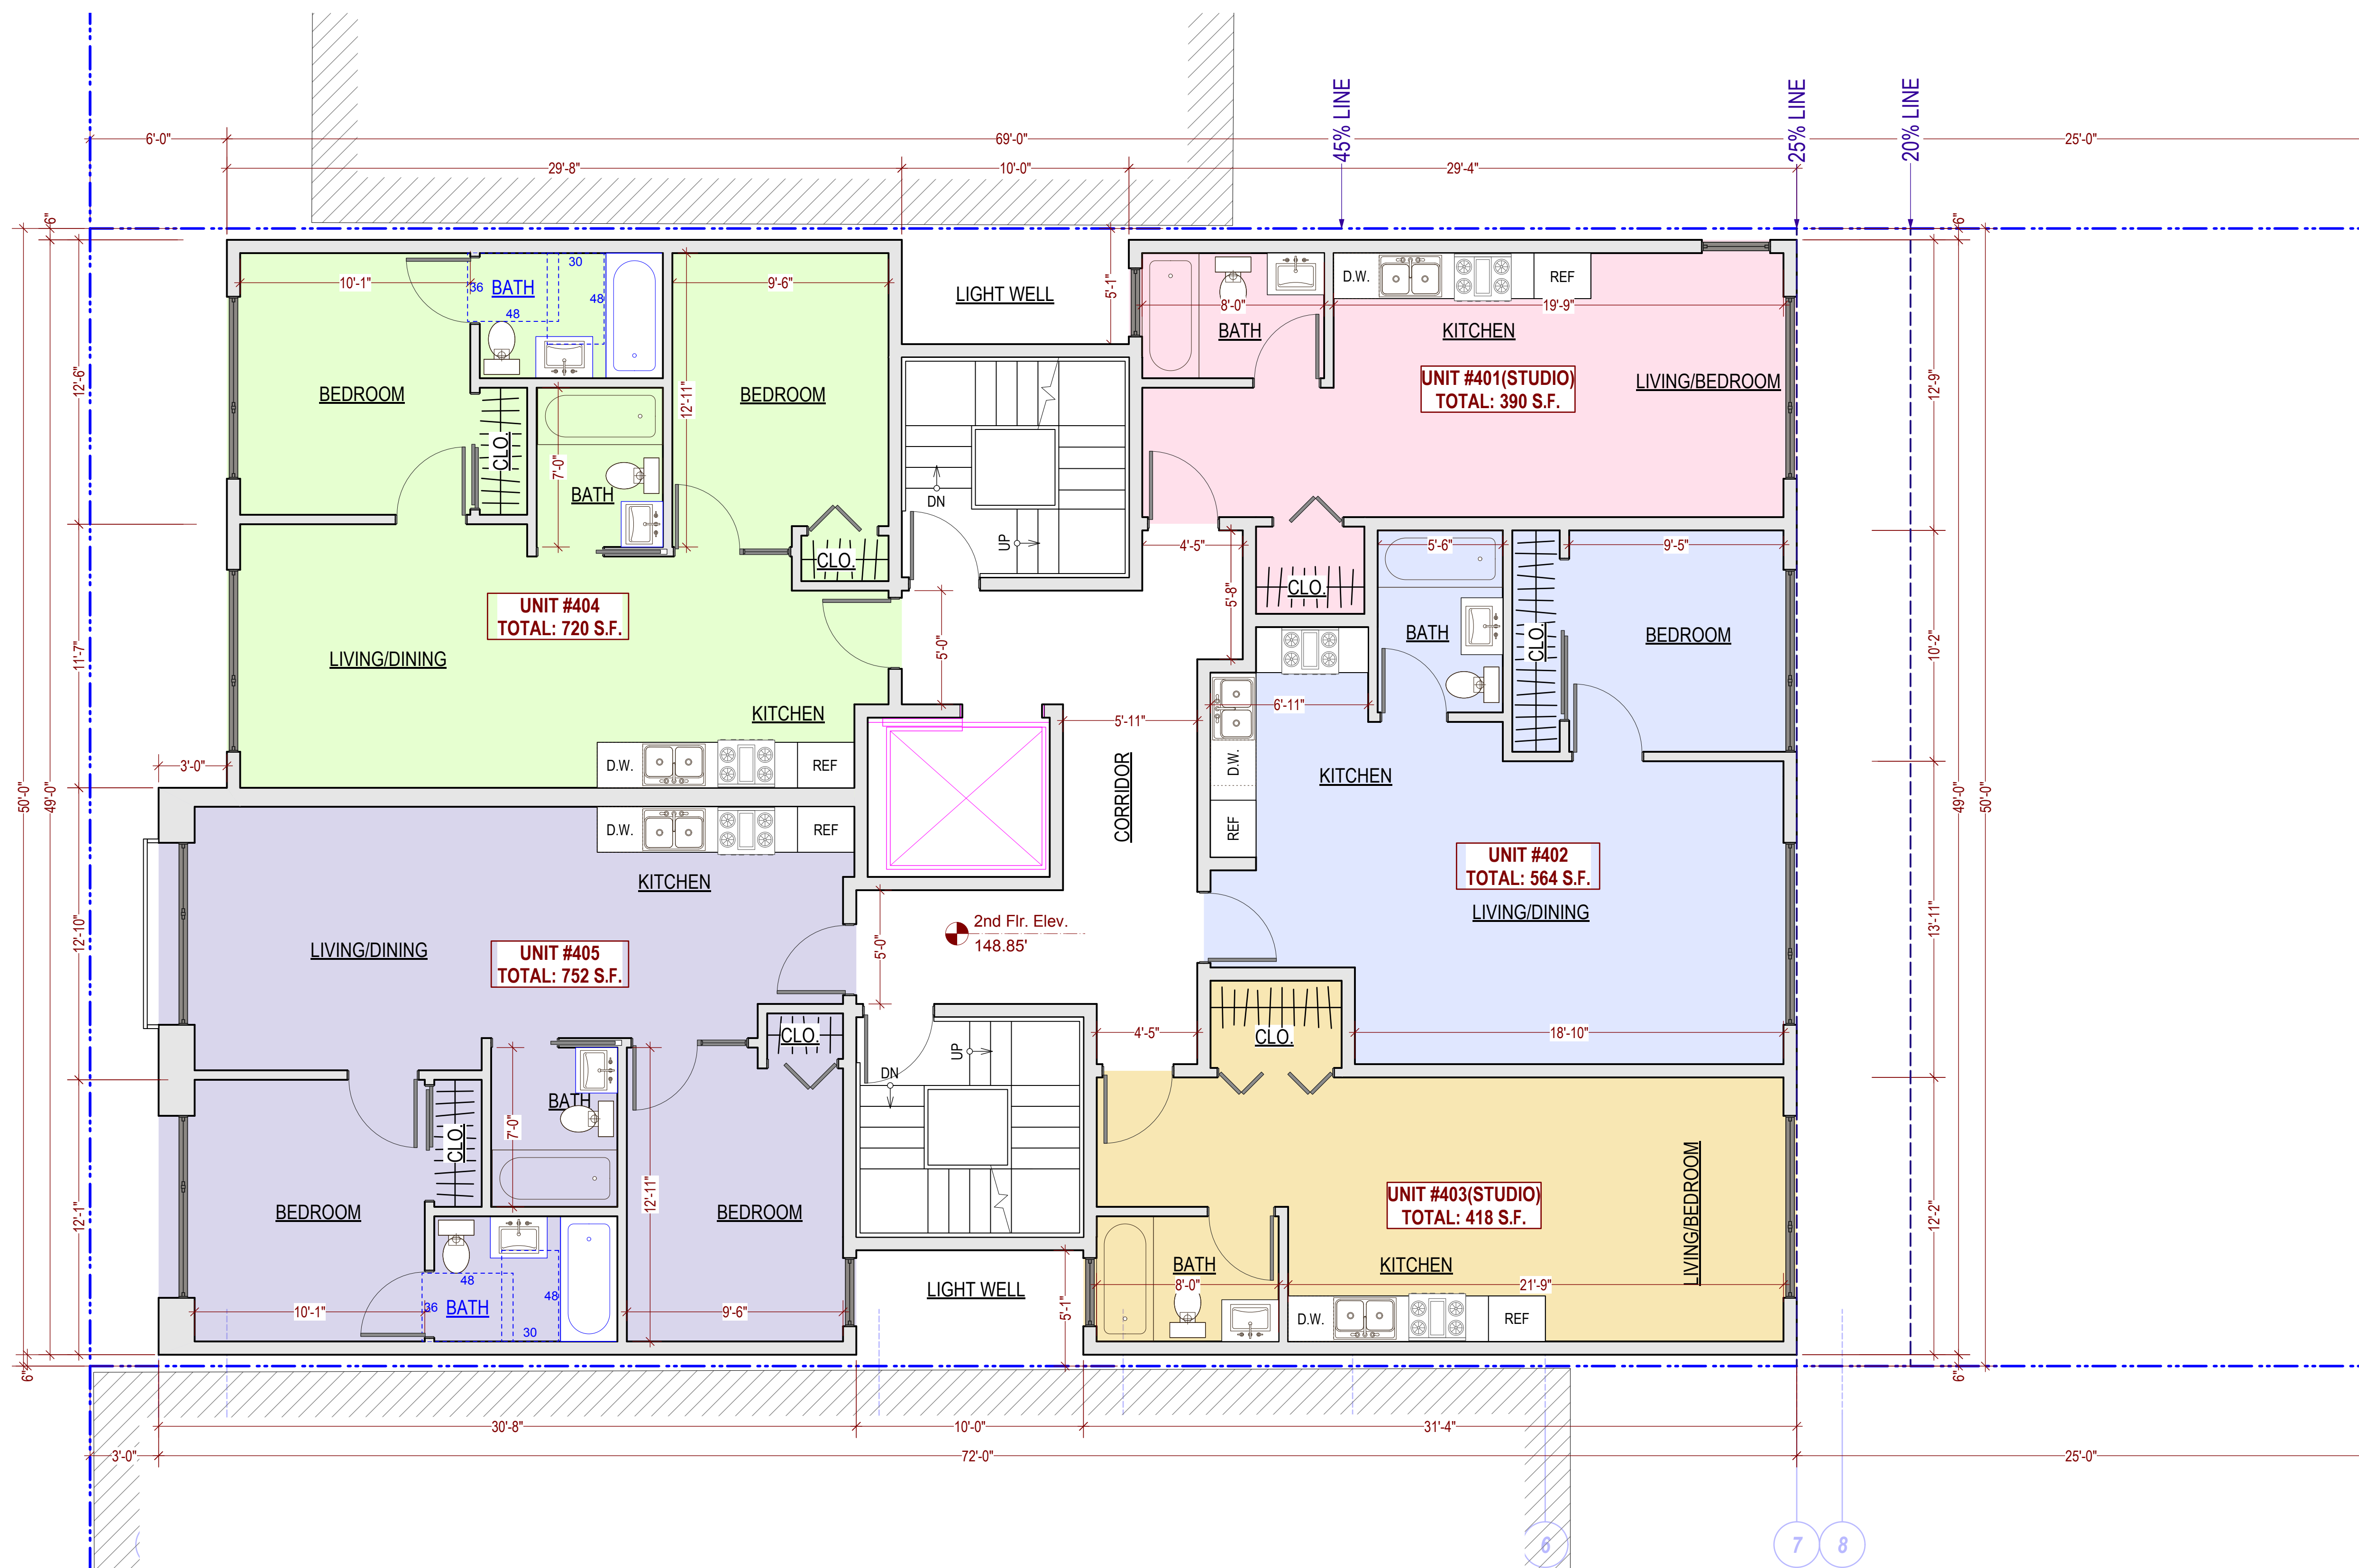 45% LINE
25% LINE
20% LINE
6'-0"
69'-0"
25'-0"
29'-8"
10'-0"
29'-4"
6"
6"
BATH
30
36
48
48
10'-1"
9'-6"
LIGHT WELL
5'-1"
8'-0"
BATH
D.W.
REF
19'-9"
KITCHEN
BEDROOM
12'-11"
BEDROOM
UNIT #401(STUDIO)
TOTAL: 390 S.F.
LIVING/BEDROOM
12'-6"
12'-9"
CLO.
7'-0"
BATH
DN
UP
CLO.
4'-5"
5'-6"
9'-5"
5'-8"
CLO.
UNIT #404
TOTAL: 720 S.F.
LIVING/DINING
11'-7"
5'-0"
BATH
CLO.
BEDROOM
10'-2"
KITCHEN
5'-11"
6'-11"
3'-0"
D.W.
REF
CORRIDOR
D.W.
REF
KITCHEN
50'-0"
49'-0"
49'-0"
50'-0"
D.W.
REF
KITCHEN
UNIT #402
TOTAL: 564 S.F.
LIVING/DINING
LIVING/DINING
UNIT #405
TOTAL: 752 S.F.
12'-10"
5'-0"
2nd Flr. Elev.
148.85'
13'-11"
CLO.
4'-5"
CLO.
18'-10"
UP
DN
BATH
7'-0"
CLO.
12'-11"
BEDROOM
BEDROOM
12'-1"
UNIT #403(STUDIO)
TOTAL: 418 S.F.
LIVING/BEDROOM
12'-2"
48
36
BATH
48
30
10'-1"
9'-6"
LIGHT WELL
5'-1"
BATH
8'-0"
KITCHEN
21'-9"
D.W.
REF
6"
6"
30'-8"
10'-0"
31'-4"
3'-0"
72'-0"
25'-0"
6
7
8